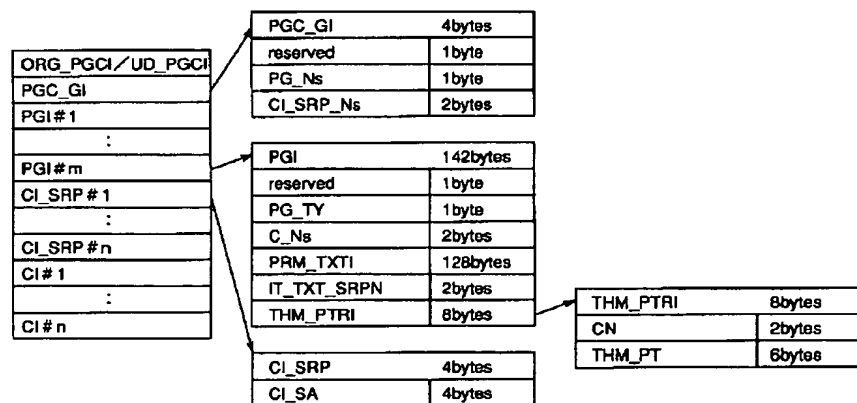 ORG_PGCI／UD_PGCI
PGC_GI
PGI#1
:
PGI#m
CI_SRP#1
:
CI_SRP#n
CI#1
:
CI#n
PGC_GI 4bytes
reserved 1byte
PG_Ns 1byte
CI_SRP_Ns 2bytes
PGI 142bytes
reserved 1byte
PG_TY 1byte
C_Ns 2bytes
PRM_TXTI 128bytes
IT_TXT_SRPN 2bytes
THM_PTRI 8bytes
CI_SRP 4bytes
CI_SA 4bytes
THM_PTRI 8bytes
CN 2bytes
THM_PT 6bytes